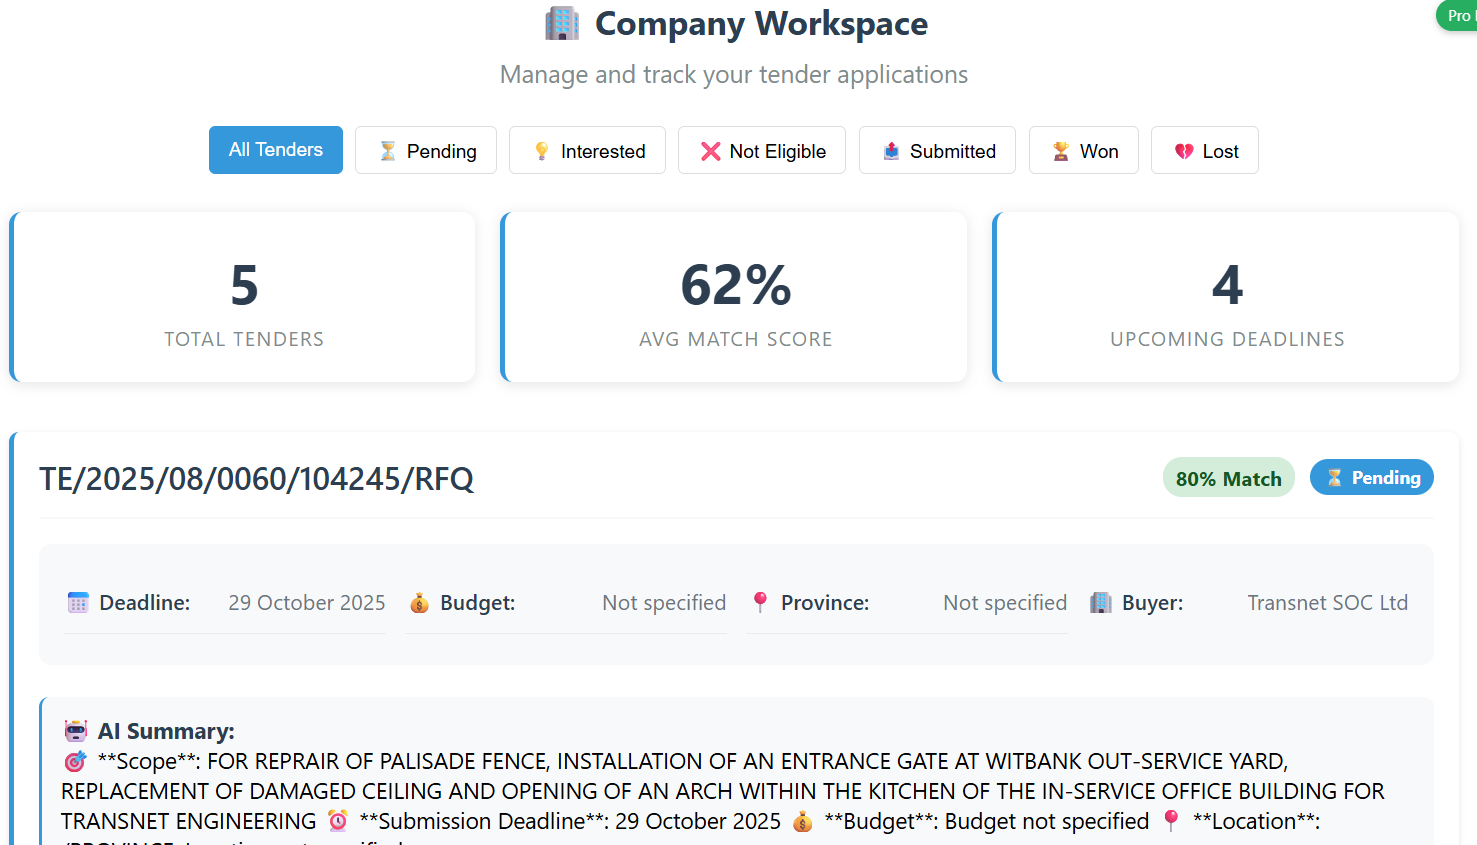 Company Workspace
Pro
Manage and track your tender applications
All Tenders
Pending
Interested
Not Eligible
Submitted
Won
Lost
5
TOTAL TENDERS
62%
AVG MATCH SCORE
4
UPCOMING DEADLINES
TE/2025/08/0060/104245/RFQ
80% Match
Pending
Deadline: 29 October 2025
Budget: Not specified
Province: Not specified
Buyer: Transnet SOC Ltd
AI Summary:
**Scope**: FOR REPRAIR OF PALISADE FENCE, INSTALLATION OF AN ENTRANCE GATE AT WITBANK OUT-SERVICE YARD,
REPLACEMENT OF DAMAGED CEILING AND OPENING OF AN ARCH WITHIN THE KITCHEN OF THE IN-SERVICE OFFICE BUILDING FOR
TRANSNET ENGINEERING ⏰ **Submission Deadline**: 29 October 2025 💰 **Budget**: Budget not specified 📍 **Location**: